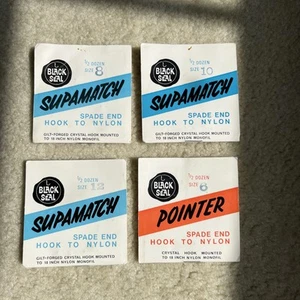 BLACK
SEAL
1/2 DOZEN
SIZE 8
SUPAMATCH
SPADE END
HOOK TO NYLON
GILT-FORGED CRYSTAL HOOK MOUNTED
TO 18 INCH NYLON MONOFIL
BLACK
SEAL
1/2 DOZEN
SIZE 10
SUPAMATCH
SPADE END
HOOK TO NYLON
GILT-FORGED CRYSTAL HOOK MOUNTED
TO 18 INCH NYLON MONOFIL
BLACK
SEAL
1/2 DOZEN
SIZE 12
SUPAMATCH
SPADE END
HOOK TO NYLON
GILT-FORGED CRYSTAL HOOK MOUNTED
TO 18 INCH NYLON MONOFIL
BLACK
SEAL
1/2 DOZEN
SIZE 6
POINTER
SPADE END
HOOK TO NYLON
CRYSTAL HOOK, MOUNTED
TO 18 INCH NYLON MONOFIL